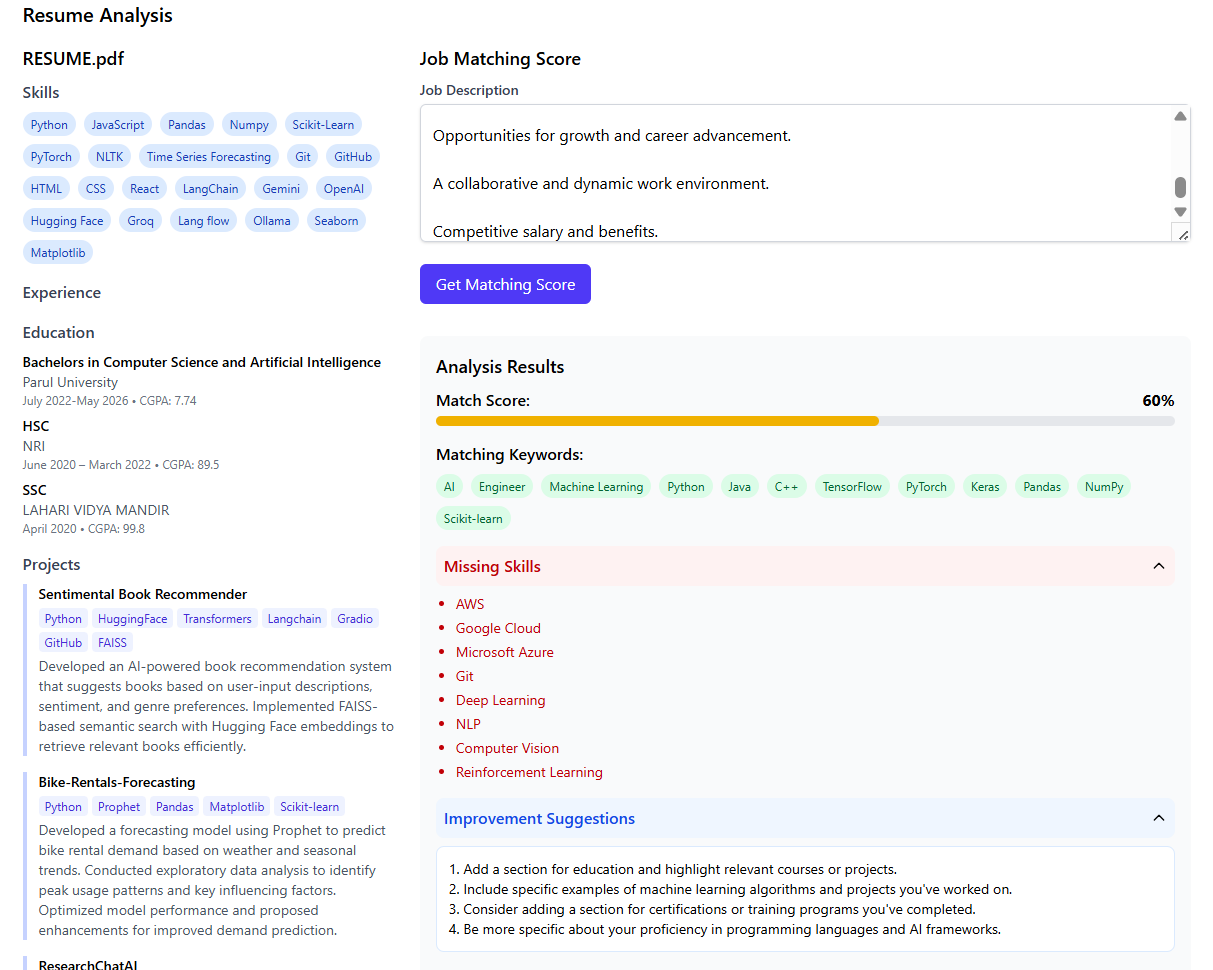 Resume Analysis
RESUME.pdf
Skills
Python JavaScript Pandas Numpy Scikit-Learn
PyTorch NLTK Time Series Forecasting Git GitHub
HTML CSS React LangChain Gemini OpenAI
Hugging Face Groq Lang flow Ollama Seaborn
Matplotlib
Experience
Education
Bachelors in Computer Science and Artificial Intelligence
Parul University
July 2022-May 2026 • CGPA: 7.74
HSC
NRI
June 2020 – March 2022 • CGPA: 89.5
SSC
LAHARI VIDYA MANDIR
April 2020 • CGPA: 99.8
Projects
Sentimental Book Recommender
Python HuggingFace Transformers Langchain Gradio
GitHub FAISS
Developed an AI-powered book recommendation system
that suggests books based on user-input descriptions,
sentiment, and genre preferences. Implemented FAISS-
based semantic search with Hugging Face embeddings to
retrieve relevant books efficiently.
Bike-Rentals-Forecasting
Python Prophet Pandas Matplotlib Scikit-learn
Developed a forecasting model using Prophet to predict
bike rental demand based on weather and seasonal
trends. Conducted exploratory data analysis to identify
peak usage patterns and key influencing factors.
Optimized model performance and proposed
enhancements for improved demand prediction.
ResearchChatAI
Job Matching Score
Job Description
Opportunities for growth and career advancement.
A collaborative and dynamic work environment.
Competitive salary and benefits.
Get Matching Score
Analysis Results
Match Score: 60%
Matching Keywords:
AI Engineer Machine Learning Python Java C++ TensorFlow PyTorch Keras Pandas NumPy
Scikit-learn
Missing Skills
• AWS
• Google Cloud
• Microsoft Azure
• Git
• Deep Learning
• NLP
• Computer Vision
• Reinforcement Learning
Improvement Suggestions
1. Add a section for education and highlight relevant courses or projects.
2. Include specific examples of machine learning algorithms and projects you've worked on.
3. Consider adding a section for certifications or training programs you've completed.
4. Be more specific about your proficiency in programming languages and AI frameworks.